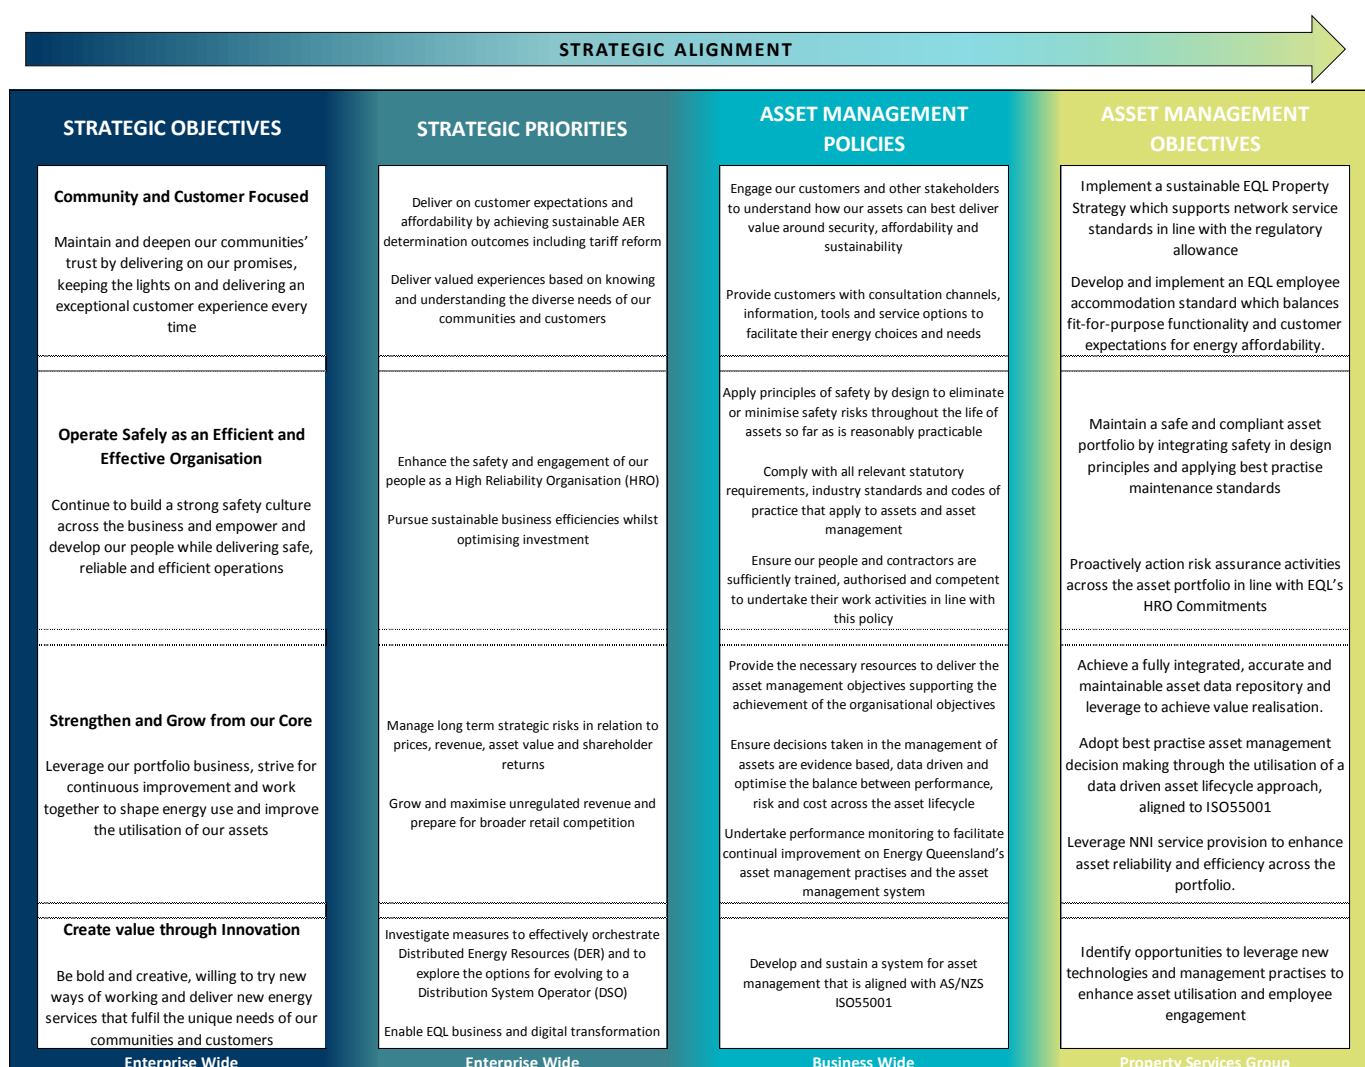 STRATEGIC ALIGNMENT
STRATEGIC OBJECTIVES
STRATEGIC PRIORITIES
ASSET MANAGEMENT
POLICIES
ASSET MANAGEMENT
OBJECTIVES
Community and Customer Focused
Maintain and deepen our communities’
trust by delivering on our promises,
keeping the lights on and delivering an
exceptional customer experience every
time
Deliver on customer expectations and
affordability by achieving sustainable AER
determination outcomes including tariff reform
Deliver valued experiences based on knowing
and understanding the diverse needs of our
communities and customers
Engage our customers and other stakeholders
to understand how our assets can best deliver
value around security, affordability and
sustainability
Provide customers with consultation channels,
information, tools and service options to
facilitate their energy choices and needs
Implement a sustainable EQL Property
Strategy which supports network service
standards in line with the regulatory
allowance
Develop and implement an EQL employee
accommodation standard which balances
fit-for-purpose functionality and customer
expectations for energy affordability.
Operate Safely as an Efficient and
Effective Organisation
Continue to build a strong safety culture
across the business and empower and
develop our people while delivering safe,
reliable and efficient operations
Enhance the safety and engagement of our
people as a High Reliability Organisation (HRO)
Pursue sustainable business efficiencies whilst
optimising investment
Apply principles of safety by design to eliminate
or minimise safety risks throughout the life of
assets so far as is reasonably practicable
Comply with all relevant statutory
requirements, industry standards and codes of
practice that apply to assets and asset
management
Ensure our people and contractors are
sufficiently trained, authorised and competent
to undertake their work activities in line with
this policy
Maintain a safe and compliant asset
portfolio by integrating safety in design
principles and applying best practise
maintenance standards
Proactively action risk assurance activities
across the asset portfolio in line with EQL’s
HRO Commitments
Strengthen and Grow from our Core
Leverage our portfolio business, strive for
continuous improvement and work
together to shape energy use and improve
the utilisation of our assets
Manage long term strategic risks in relation to
prices, revenue, asset value and shareholder
returns
Grow and maximise unregulated revenue and
prepare for broader retail competition
Provide the necessary resources to deliver the
asset management objectives supporting the
achievement of the organisational objectives
Ensure decisions taken in the management of
assets are evidence based, data driven and
optimise the balance between performance,
risk and cost across the asset lifecycle
Undertake performance monitoring to facilitate
continual improvement on Energy Queensland’s
asset management practises and the asset
management system
Achieve a fully integrated, accurate and
maintainable asset data repository and
leverage to achieve value realisation.
Adopt best practise asset management
decision making through the utilisation of a
data driven asset lifecycle approach,
aligned to ISO55001
Leverage NNI service provision to enhance
asset reliability and efficiency across the
portfolio.
Create value through Innovation
Be bold and creative, willing to try new
ways of working and deliver new energy
services that fulfil the unique needs of our
communities and customers
Investigate measures to effectively orchestrate
Distributed Energy Resources (DER) and to
explore the options for evolving to a
Distribution System Operator (DSO)
Enable EQL business and digital transformation
Develop and sustain a system for asset
management that is aligned with AS/NZS
ISO55001
Identify opportunities to leverage new
technologies and management practises to
enhance asset utilisation and employee
engagement
Enterprise Wide
Enterprise Wide
Business Wide
Property Services Group